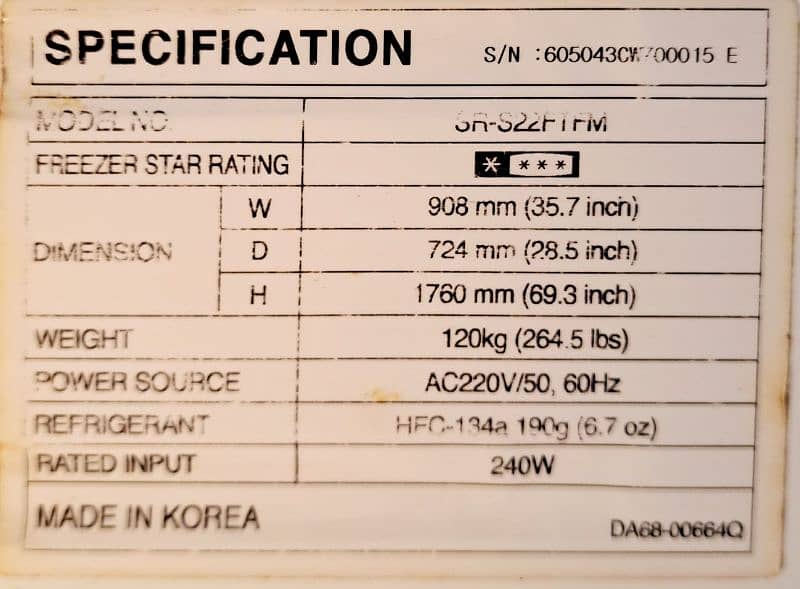 SPECIFICATION S/N :605043CW700015 E
MODEL NO. SR-S22FTFM
FREEZER STAR RATING
W 908 mm (35.7 inch)
DIMENSION D 724 mm (28.5 inch)
H 1760 mm (69.3 inch)
WEIGHT 120kg (264.5 lbs)
POWER SOURCE AC220V/50, 60Hz
REFRIGERANT HFC-134a 190g (6.7 oz)
RATED INPUT 240W
MADE IN KOREA DA68-00664Q